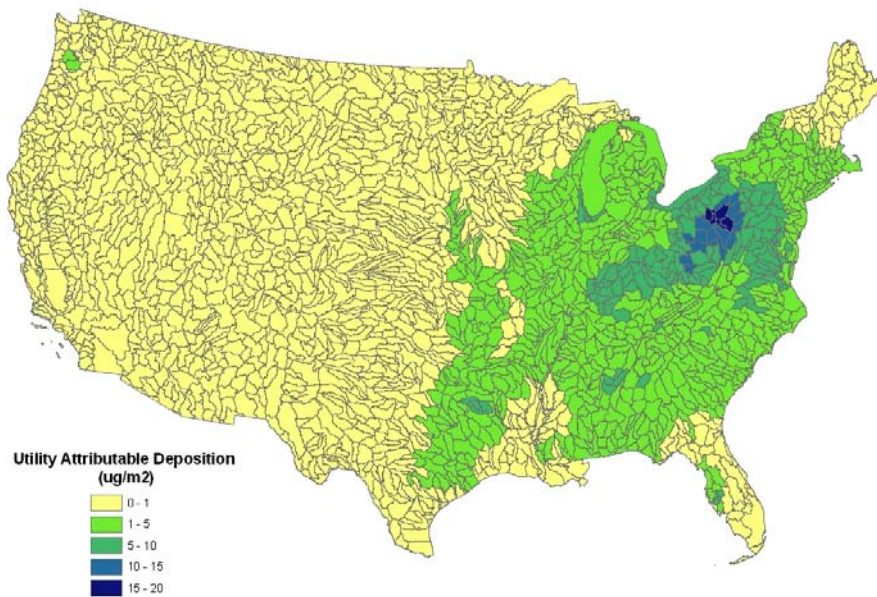 Utility Attributable Deposition
(ug/m2)
0 - 1
1 - 5
5 - 10
10 - 15
15 - 20